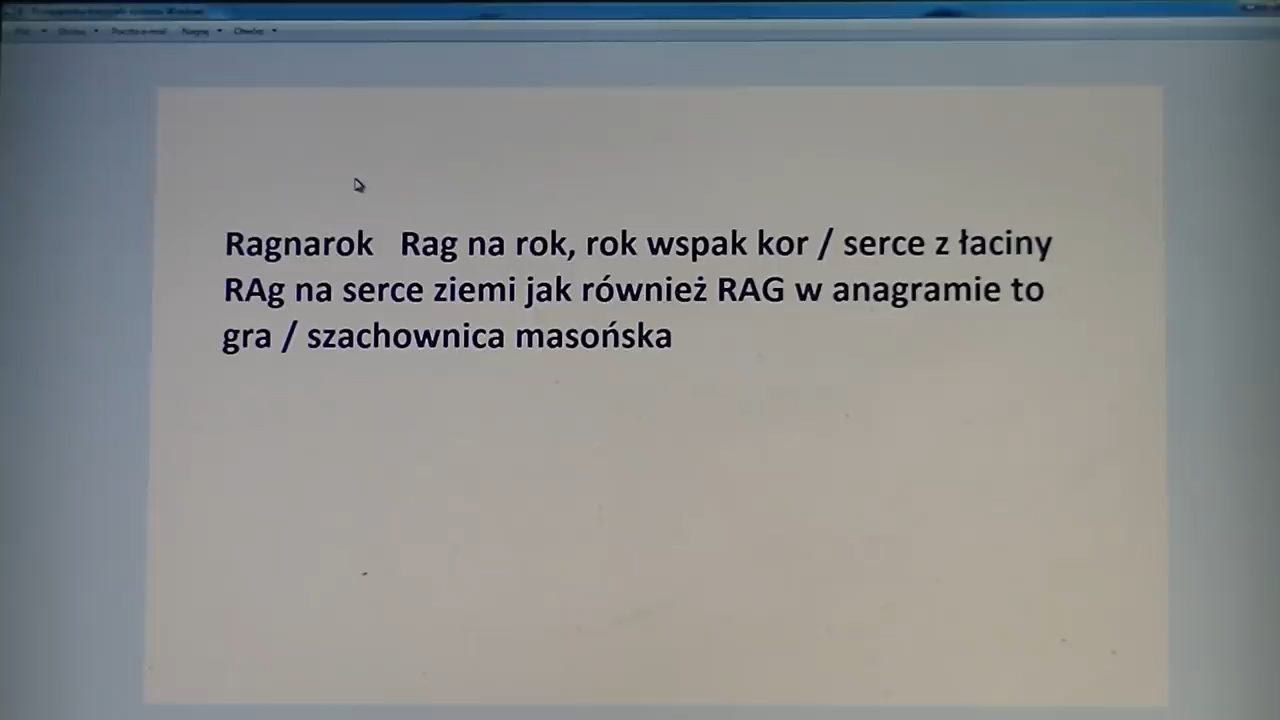 Ragnarok Rag na rok, rok wspak kor / serce z łaciny
RAg na serce ziemi jak również RAG w anagramie to
gra / szachownica masońska